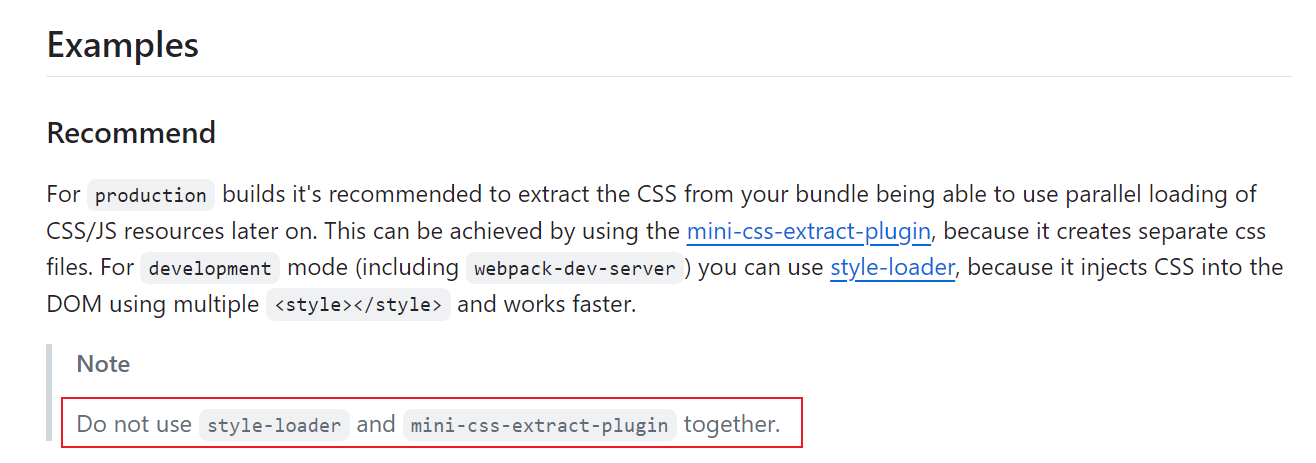 Examples
Recommend
For production builds it's recommended to extract the CSS from your bundle being able to use parallel loading of
CSS/JS resources later on. This can be achieved by using the mini-css-extract-plugin, because it creates separate css
files. For development mode (including webpack-dev-server) you can use style-loader, because it injects CSS into the
DOM using multiple <style></style> and works faster.
Note
Do not use style-loader and mini-css-extract-plugin together.